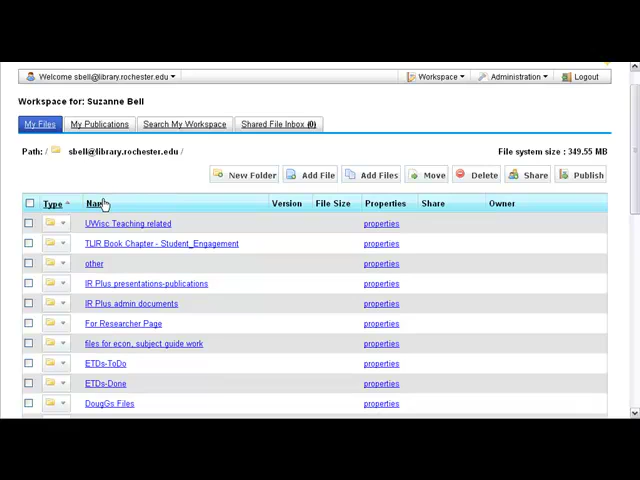 Welcome sbell@library.rochester.edu Workspace Administration Logout
Workspace for: Suzanne Bell
My Files My Publications Search My Workspace Shared File Inbox (0)
Path: / sbell@library.rochester.edu / File system size : 349.55 MB
New Folder Add File Add Files Move Delete Share Publish
Type Name Version File Size Properties Share Owner
UWisc Teaching related properties
TLIR Book Chapter - Student_Engagement properties
other properties
IR Plus presentations-publications properties
IR Plus admin documents properties
For Researcher Page properties
files for econ, subject guide work properties
ETDs-ToDo properties
ETDs-Done properties
DougGs Files properties